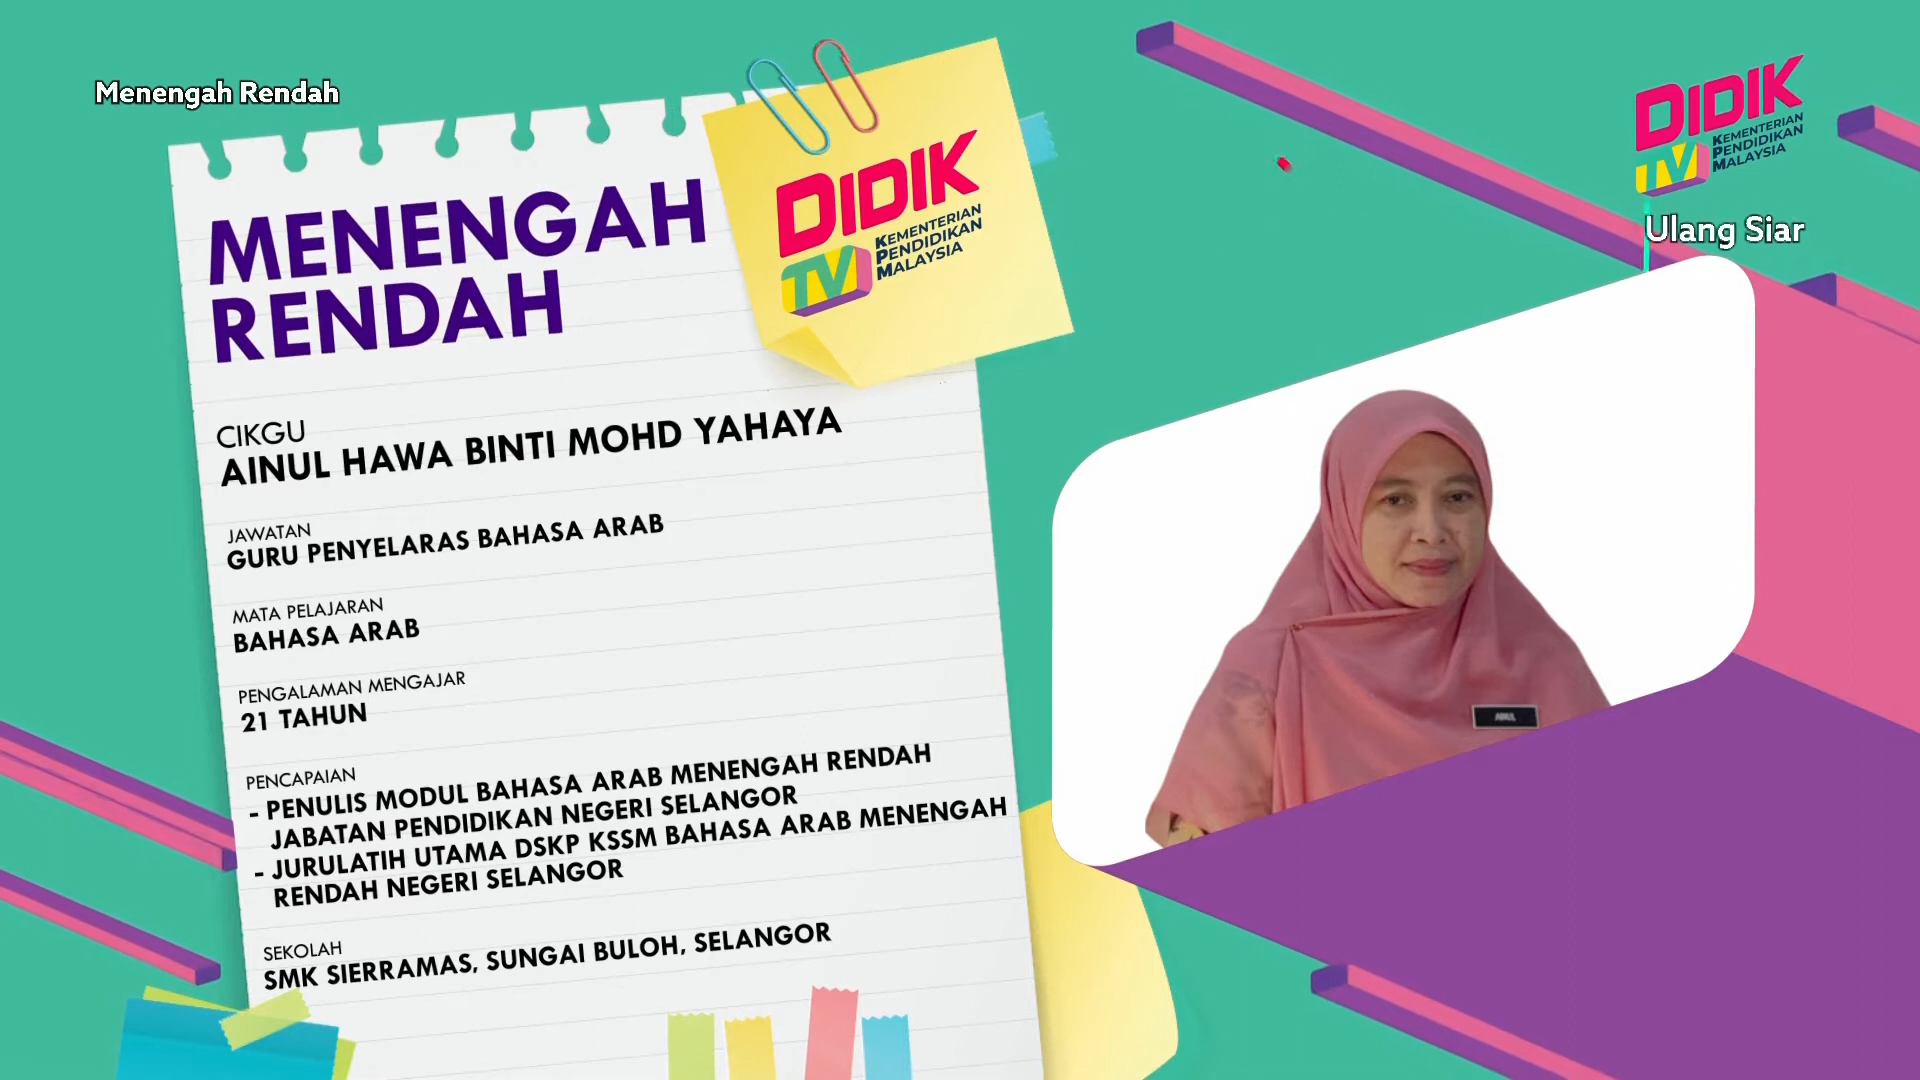 Menengah Rendah
MENENGAH
RENDAH
DIDIK
TV
KEMENTERIAN
PENDIDIKAN
MALAYSIA
DIDIK
TV
KEMENTERIAN
PENDIDIKAN
MALAYSIA
Ulang Siar
CIKGU
AINUL HAWA BINTI MOHD YAHAYA
JAWATAN
GURU PENYELARAS BAHASA ARAB
MATA PELAJARAN
BAHASA ARAB
PENGALAMAN MENGAJAR
21 TAHUN
PENCAPAIAN
- PENULIS MODUL BAHASA ARAB MENENGAH RENDAH
JABATAN PENDIDIKAN NEGERI SELANGOR
- JURULATIH UTAMA DSKP KSSM BAHASA ARAB MENENGAH
RENDAH NEGERI SELANGOR
SEKOLAH
SMK SIERRAMAS, SUNGAI BULOH, SELANGOR
AINUL